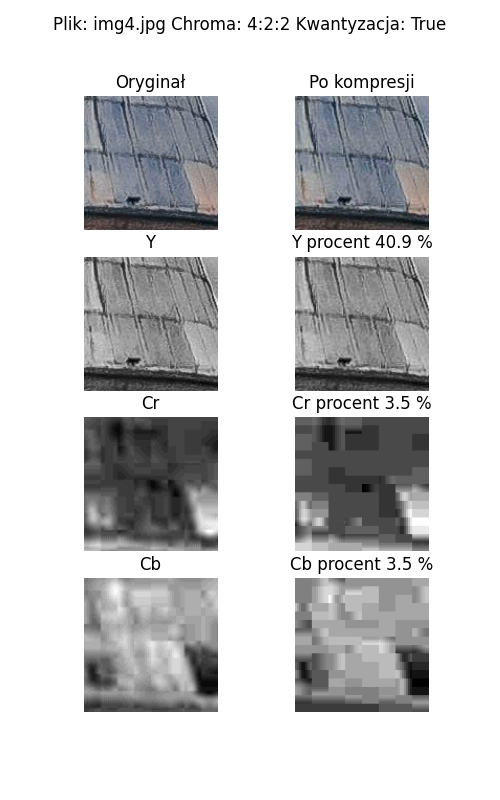 Plik: img4.jpg Chroma: 4:2:2 Kwantyzacja: True
Oryginał
Po kompresji
Y
Y procent 40.9 %
Cr
Cr procent 3.5 %
Cb
Cb procent 3.5 %